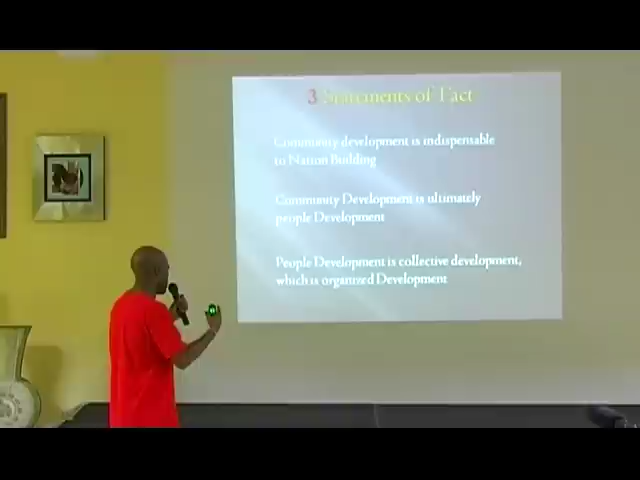 3 Statements of Fact
Community development is indispensable
to Nation Building
Community Development is ultimately
people Development
People Development is collective development,
which is organized Development